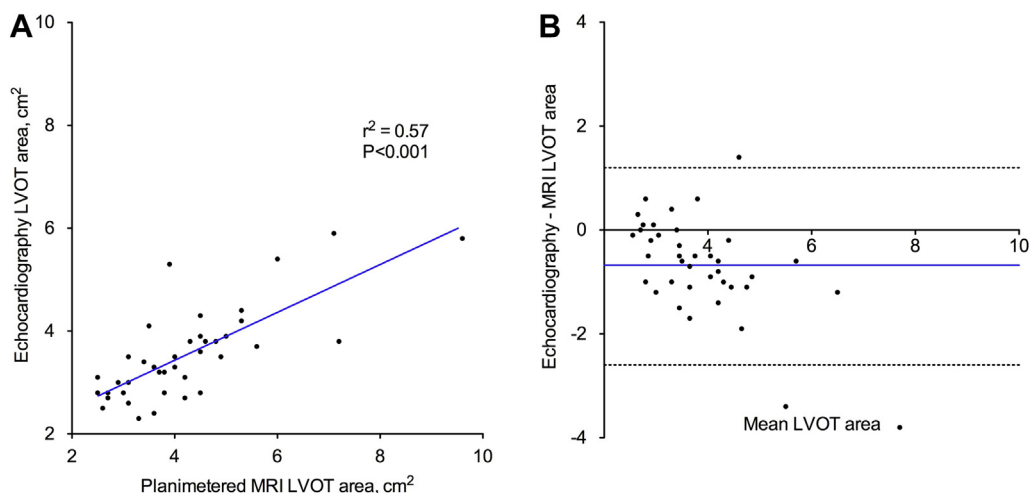 A
Echocardiography LVOT area, cm²
10
8
6
4
2
r² = 0.57
P<0.001
2 4 6 8 10
Planimetered MRI LVOT area, cm²
B
Echocardiography - MRI LVOT area
4
2
0
-2
-4
4 6 8 10
Mean LVOT area